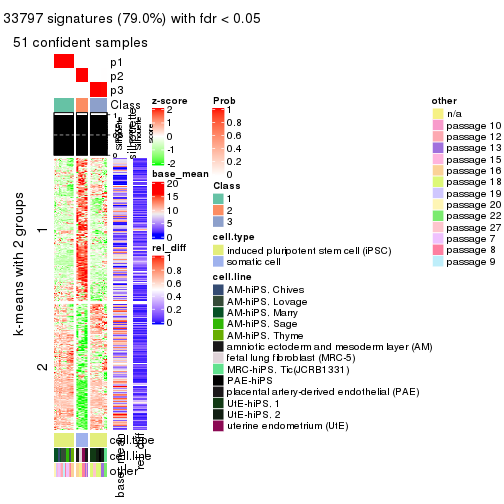 33797 signatures (79.0%) with fdr < 0.05
51 confident samples
p1
p2
p3
Class
1
0
silhouette
score
k-means with 2 groups
1
2
cell.type
cell.line
other
base_mean
rel_diff
z-score
2
1
0
-1
-2
base_mean
20
15
10
5
0
rel_diff
1
0.8
0.6
0.4
0.2
0
Prob
1
0.8
0.6
0.4
0.2
0
Class
1
2
3
cell.type
induced pluripotent stem cell (iPSC)
somatic cell
cell.line
AM-hiPS. Chives
AM-hiPS. Lovage
AM-hiPS. Marry
AM-hiPS. Sage
AM-hiPS. Thyme
amniotic ectoderm and mesoderm layer (AM)
fetal lung fibroblast (MRC-5)
MRC-hiPS. Tic(JCRB1331)
PAE-hiPS
placental artery-derived endothelial (PAE)
UtE-hiPS. 1
UtE-hiPS. 2
uterine endometrium (UtE)
other
n/a
passage 10
passage 12
passage 13
passage 15
passage 16
passage 18
passage 19
passage 20
passage 22
passage 27
passage 7
passage 8
passage 9